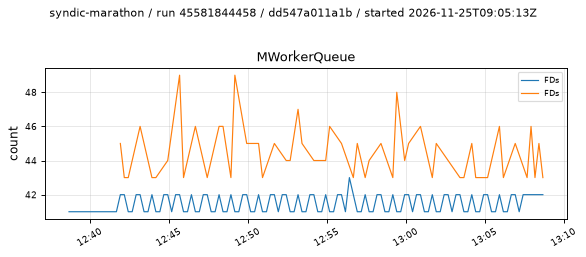 syndic-marathon / run 45581844458 / dd547a011a1b / started 2026-11-25T09:05:13Z
MWorkerQueue
FDs
FDs
count
48
46
44
42
12:40
12:45
12:50
12:55
13:00
13:05
13:10